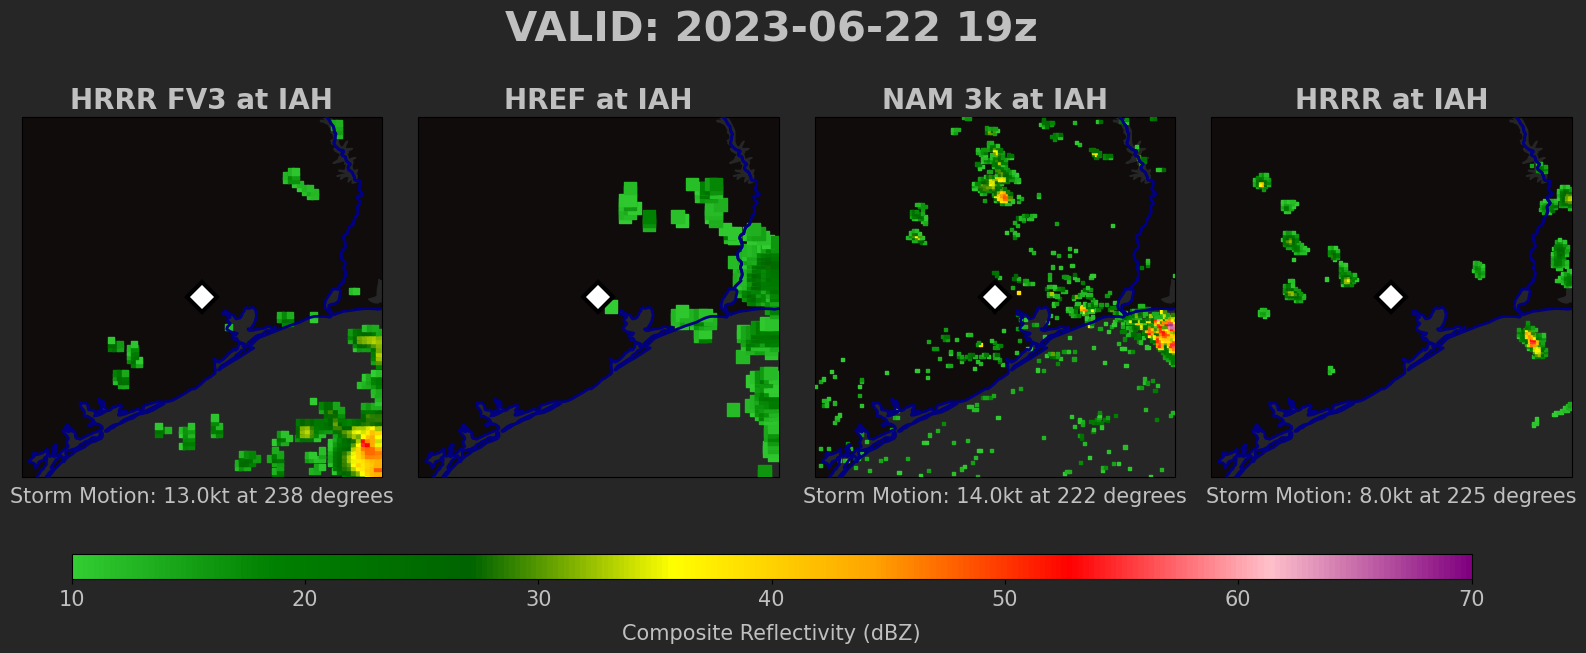 VALID: 2023-06-22 19z
HRRR FV3 at IAH
HREF at IAH
NAM 3k at IAH
HRRR at IAH
Storm Motion: 13.0kt at 238 degrees
Storm Motion: 14.0kt at 222 degrees
Storm Motion: 8.0kt at 225 degrees
10 20 30 40 50 60 70
Composite Reflectivity (dBZ)